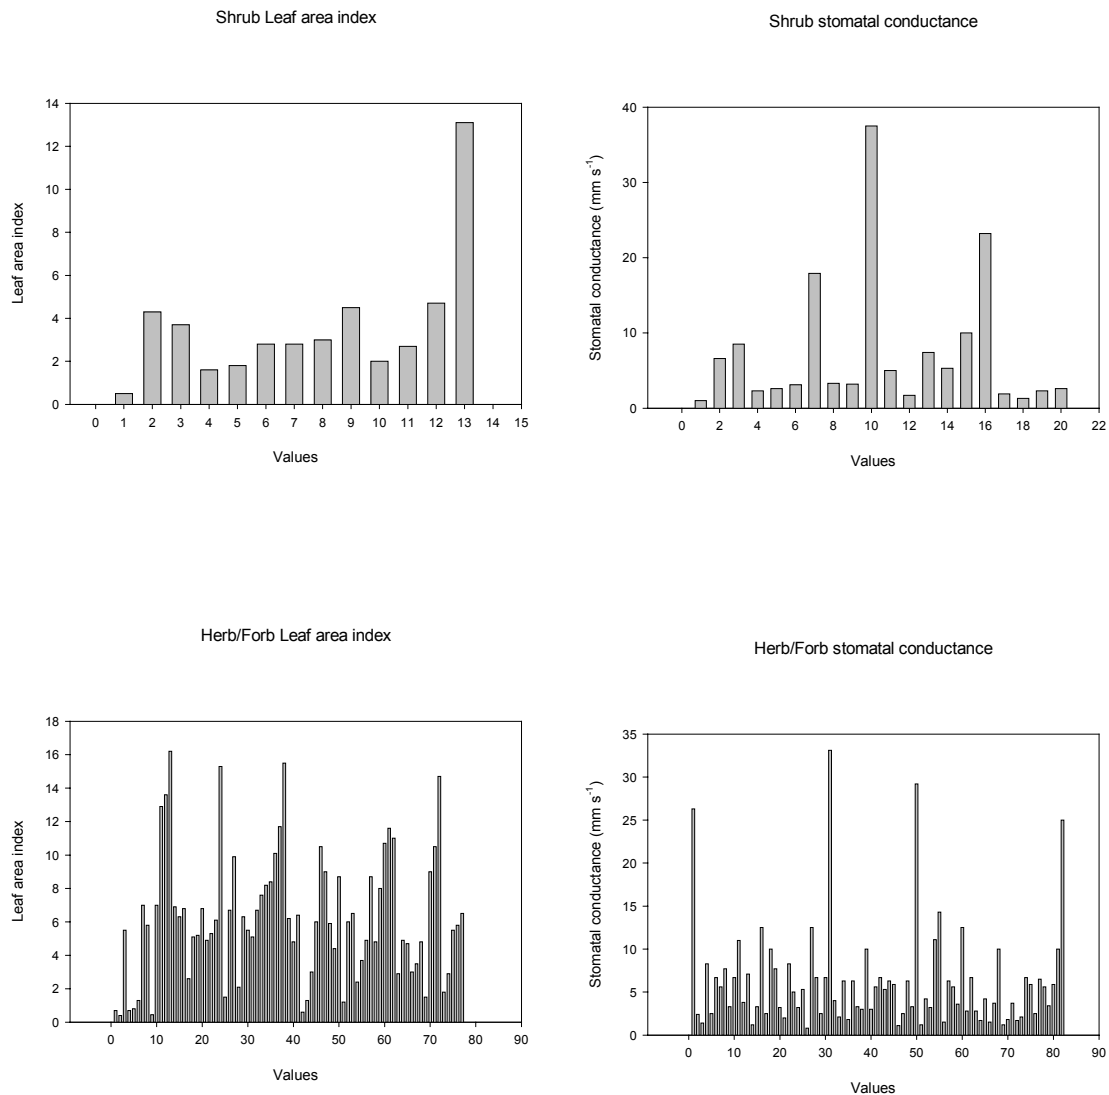 Shrub Leaf area index
Leaf area index
14
12
10
8
6
4
2
0
0 1 2 3 4 5 6 7 8 9 10 11 12 13 14 15
Values
Shrub stomatal conductance
Stomatal conductance (mm s⁻¹)
40
30
20
10
0
0 2 4 6 8 10 12 14 16 18 20 22
Values
Herb/Forb Leaf area index
Leaf area index
18
16
14
12
10
8
6
4
2
0
0 10 20 30 40 50 60 70 80 90
Values
Herb/Forb stomatal conductance
Stomatal conductance (mm s⁻¹)
35
30
25
20
15
10
5
0
0 10 20 30 40 50 60 70 80 90
Values